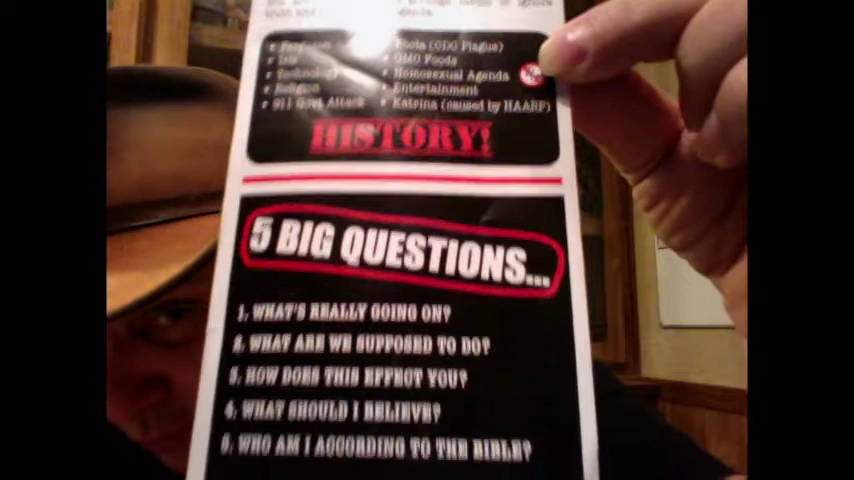 truth and
• Ebola (CDC Plague)
• GMO Foods
• Technology • Homosexual Agenda
• Religion • Entertainment
• 911 Govt Attack • Katrina (caused by HAARP)
HISTORY!
5 BIG QUESTIONS...
1. WHAT'S REALLY GOING ON?
2. WHAT ARE WE SUPPOSED TO DO?
3. HOW DOES THIS EFFECT YOU?
4. WHAT SHOULD I BELIEVE?
5. WHO AM I ACCORDING TO THE BIBLE?